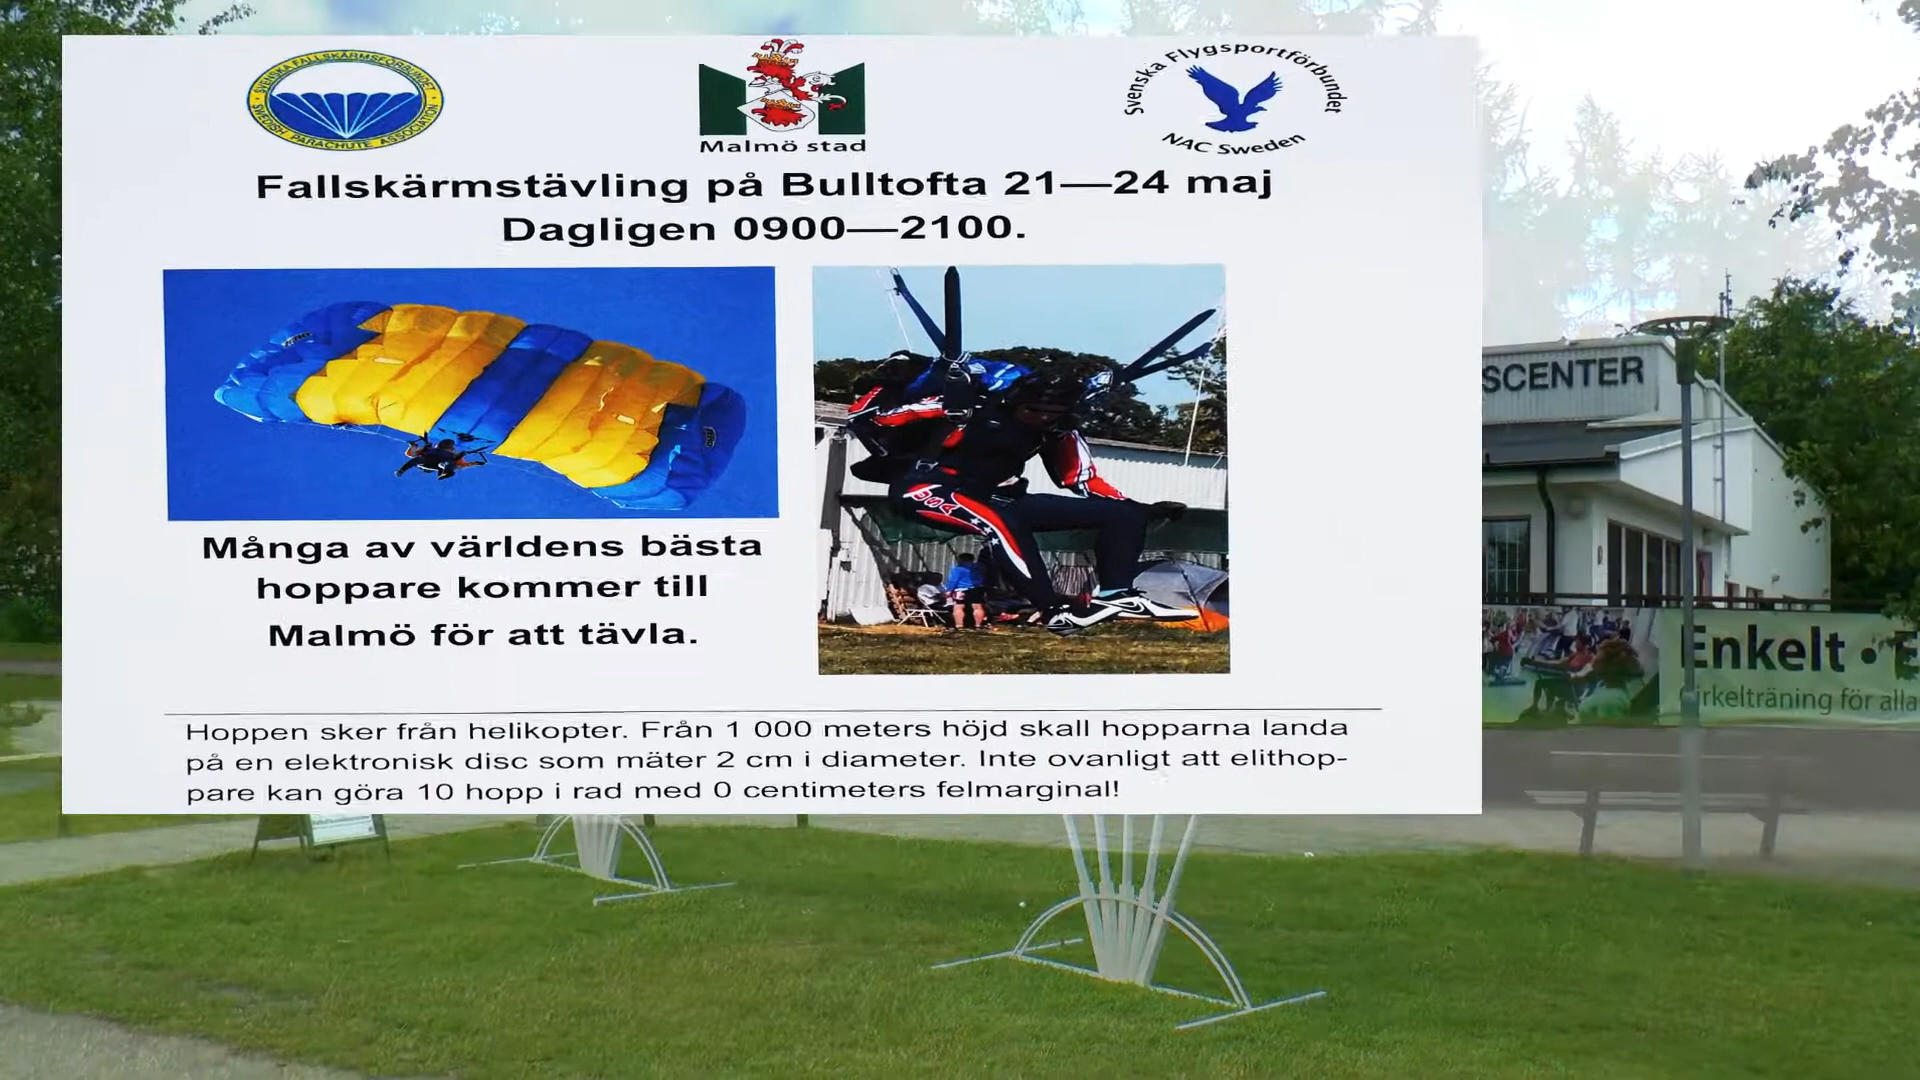 SVENSKA FALLSKÄRMSFÖRBUNDET
SWEDISH PARACHUTE ASSOCIATION
Malmö stad
Svenska Flygsportförbundet
NAC Sweden
Fallskärmstävling på Bulltofta 21—24 maj
Dagligen 0900—2100.
Många av världens bästa
hoppare kommer till
Malmö för att tävla.
Hoppen sker från helikopter. Från 1 000 meters höjd skall hopparna landa
på en elektronisk disc som mäter 2 cm i diameter. Inte ovanligt att elithop-
pare kan göra 10 hopp i rad med 0 centimeters felmarginal!
USA
SCENTER
Enkelt • E
irkelträning för alla